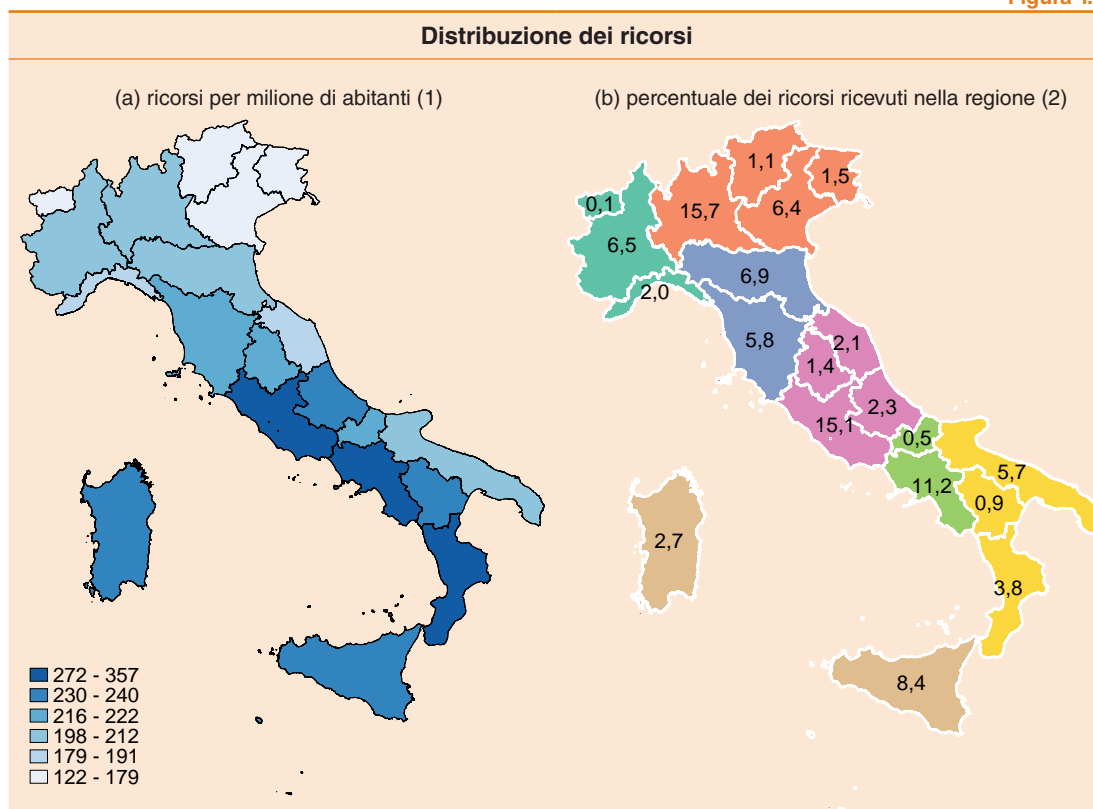 Figura
Distribuzione dei ricorsi
(a) ricorsi per milione di abitanti (1)
272 - 357
230 - 240
216 - 222
198 - 212
179 - 191
122 - 179
(b) percentuale dei ricorsi ricevuti nella regione (2)
1,1
1,5
0,1
15,7
6,4
6,5
6,9
2,0
5,8
2,1
1,4
2,3
15,1
0,5
5,7
11,2
0,9
2,7
3,8
8,4